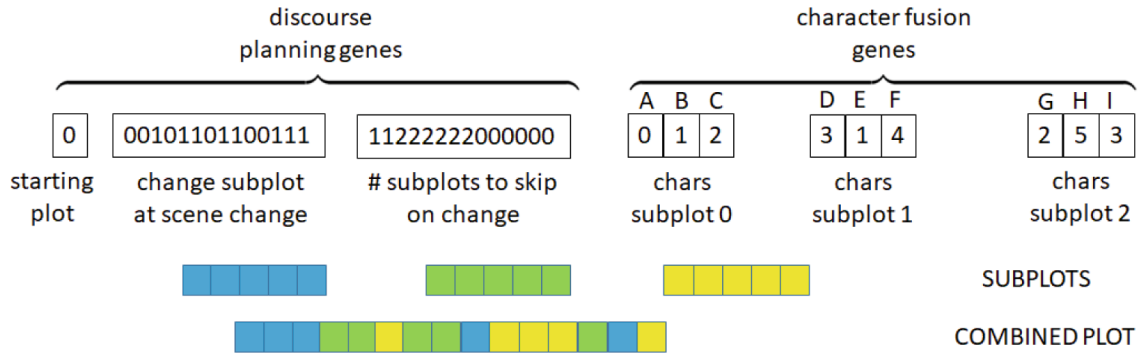 discourse
planning genes
character fusion
genes
A B C
D E F
G H I
0
00101101100111
11222222000000
0 1 2
3 1 4
2 5 3
starting
plot
change subplot
at scene change
# subplots to skip
on change
chars
subplot 0
chars
subplot 1
chars
subplot 2
SUBPLOTS
COMBINED PLOT